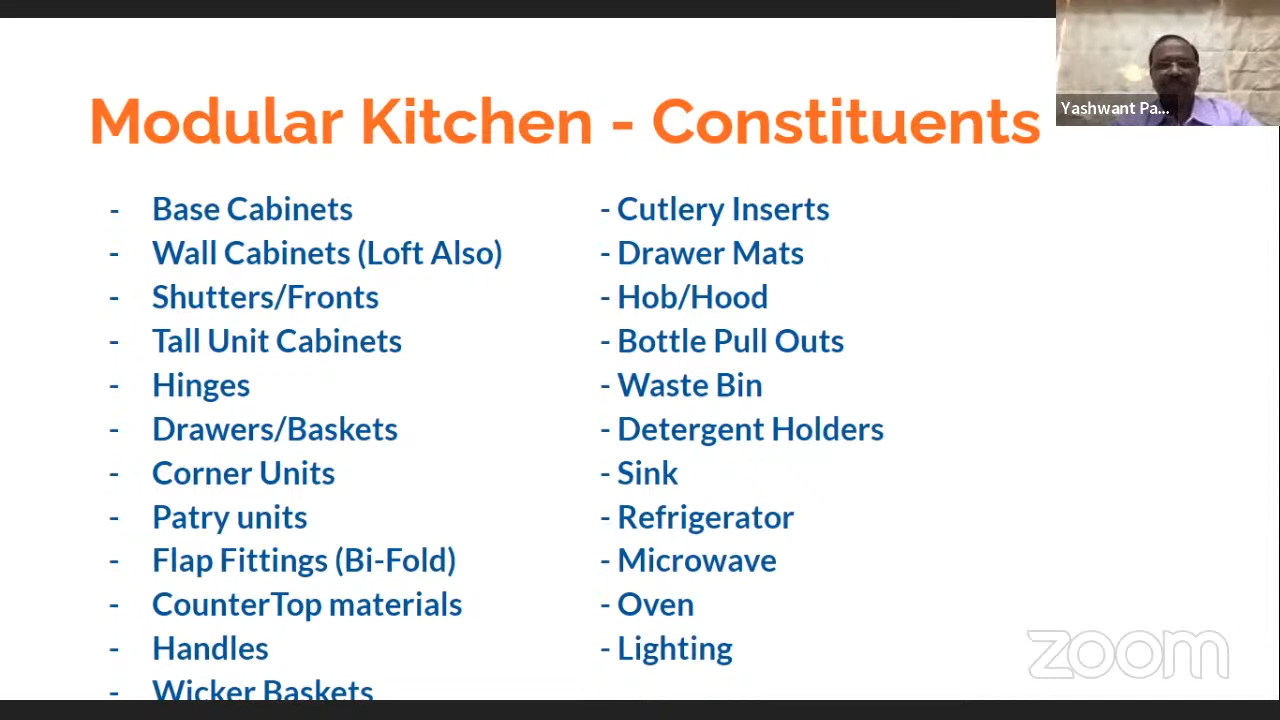 Modular Kitchen - Constituents
Yashwant Pa...
- Base Cabinets
- Wall Cabinets (Loft Also)
- Shutters/Fronts
- Tall Unit Cabinets
- Hinges
- Drawers/Baskets
- Corner Units
- Patry units
- Flap Fittings (Bi-Fold)
- CounterTop materials
- Handles
- Wicker Baskets
- Cutlery Inserts
- Drawer Mats
- Hob/Hood
- Bottle Pull Outs
- Waste Bin
- Detergent Holders
- Sink
- Refrigerator
- Microwave
- Oven
- Lighting
zoom